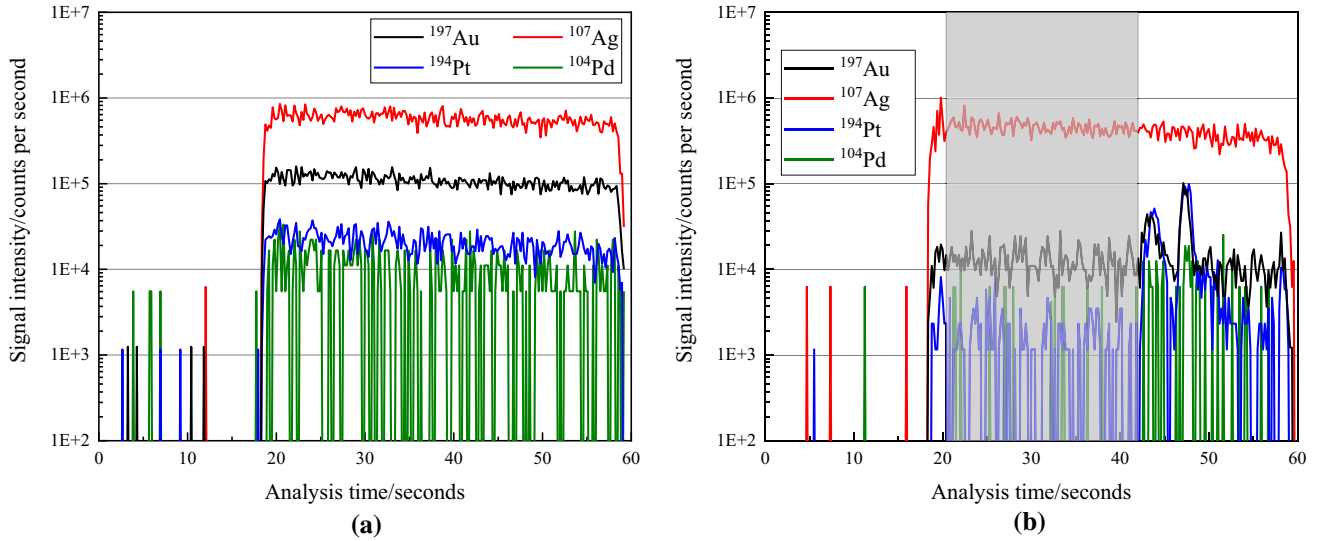 1E+7
1E+6
1E+5
1E+4
1E+3
1E+2
Signal intensity/counts per second
¹⁹⁷Au ¹⁰⁷Ag
¹⁹⁴Pt ¹⁰⁴Pd
0 10 20 30 40 50 60
Analysis time/seconds
(a)
1E+7
1E+6
1E+5
1E+4
1E+3
1E+2
Signal intensity/counts per second
¹⁹⁷Au
¹⁰⁷Ag
¹⁹⁴Pt
¹⁰⁴Pd
0 10 20 30 40 50 60
Analysis time/seconds
(b)